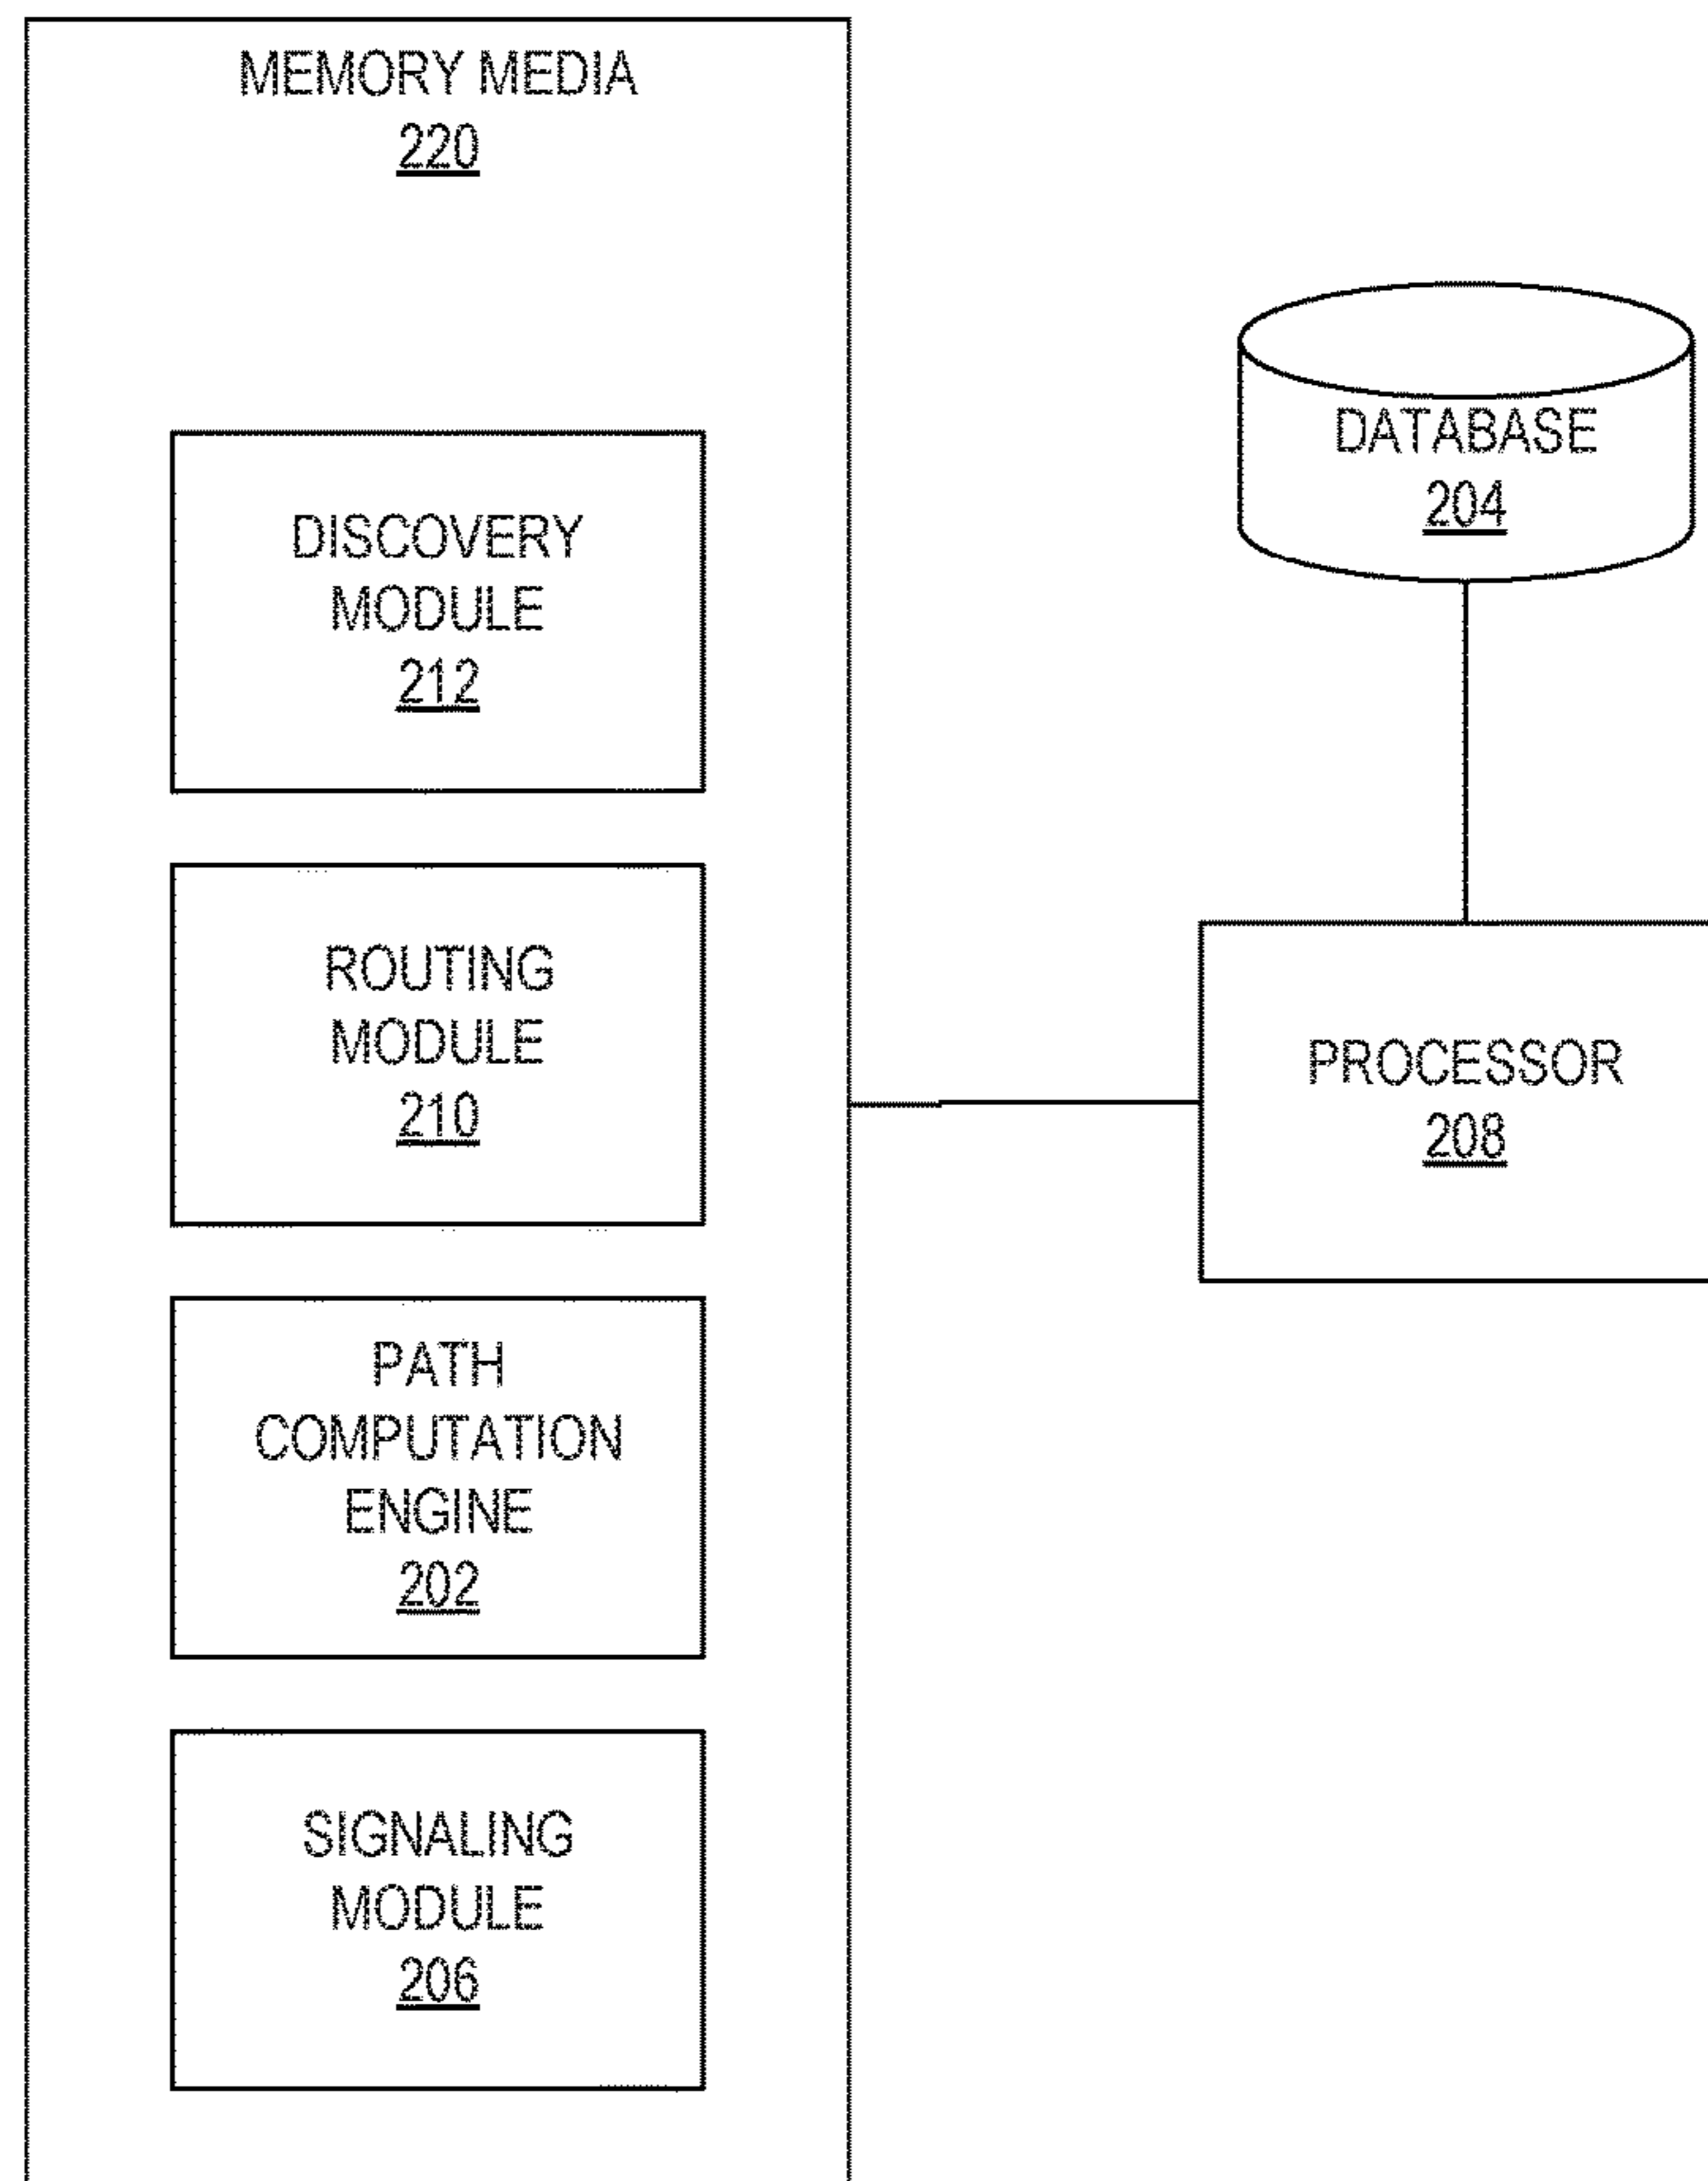 MEMORY MEDIA
220
DISCOVERY
MODULE
212
ROUTING
MODULE
210
PATH
COMPUTATION
ENGINE
202
SIGNALING
MODULE
206
DATABASE
204
PROCESSOR
208